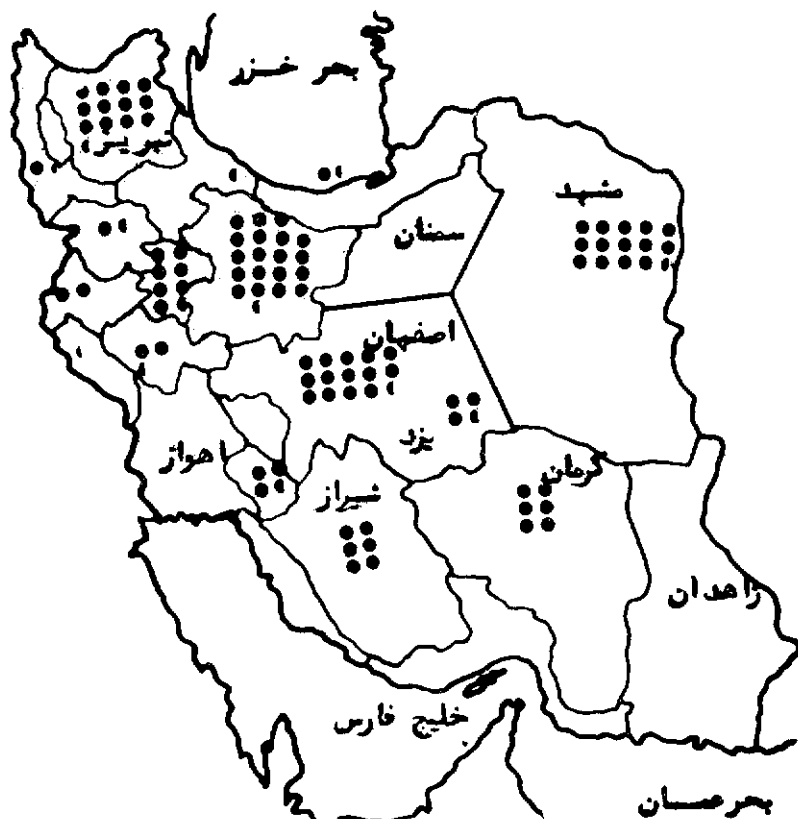 بحر خزر
تبریز
مشهد
سمنان
اصفهان
یزد
اهواز
کرمان
شیراز
زاهدان
خلیج فارس
بحر عمان